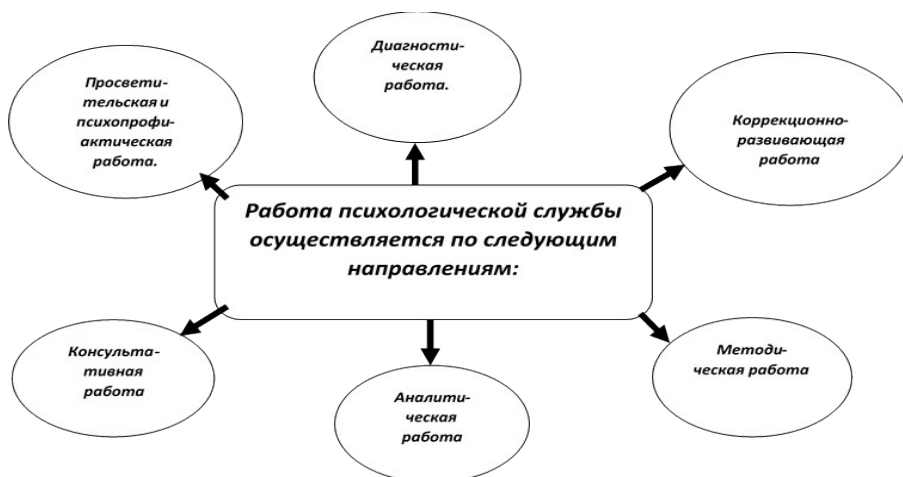 Диагности-
ческая
работа.
Просвети-
тельская и
психопрофи-
актическая
работа.
Коррекционно-
развивающая
работа
Работа психологической службы
осуществляется по следующим
направлениям:
Консульта-
тивная
работа
Аналити-
ческая
работа
Методи-
ческая работа